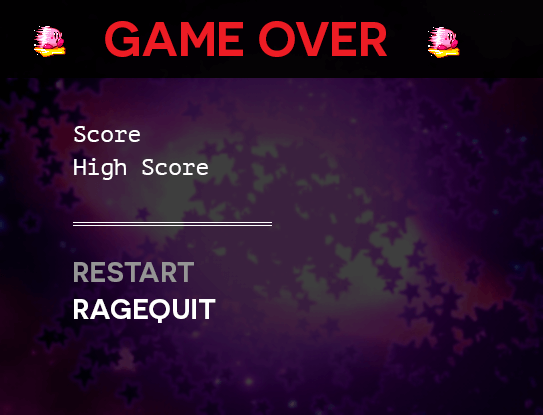 GAME OVER
Score
High Score
RESTART
RAGEQUIT